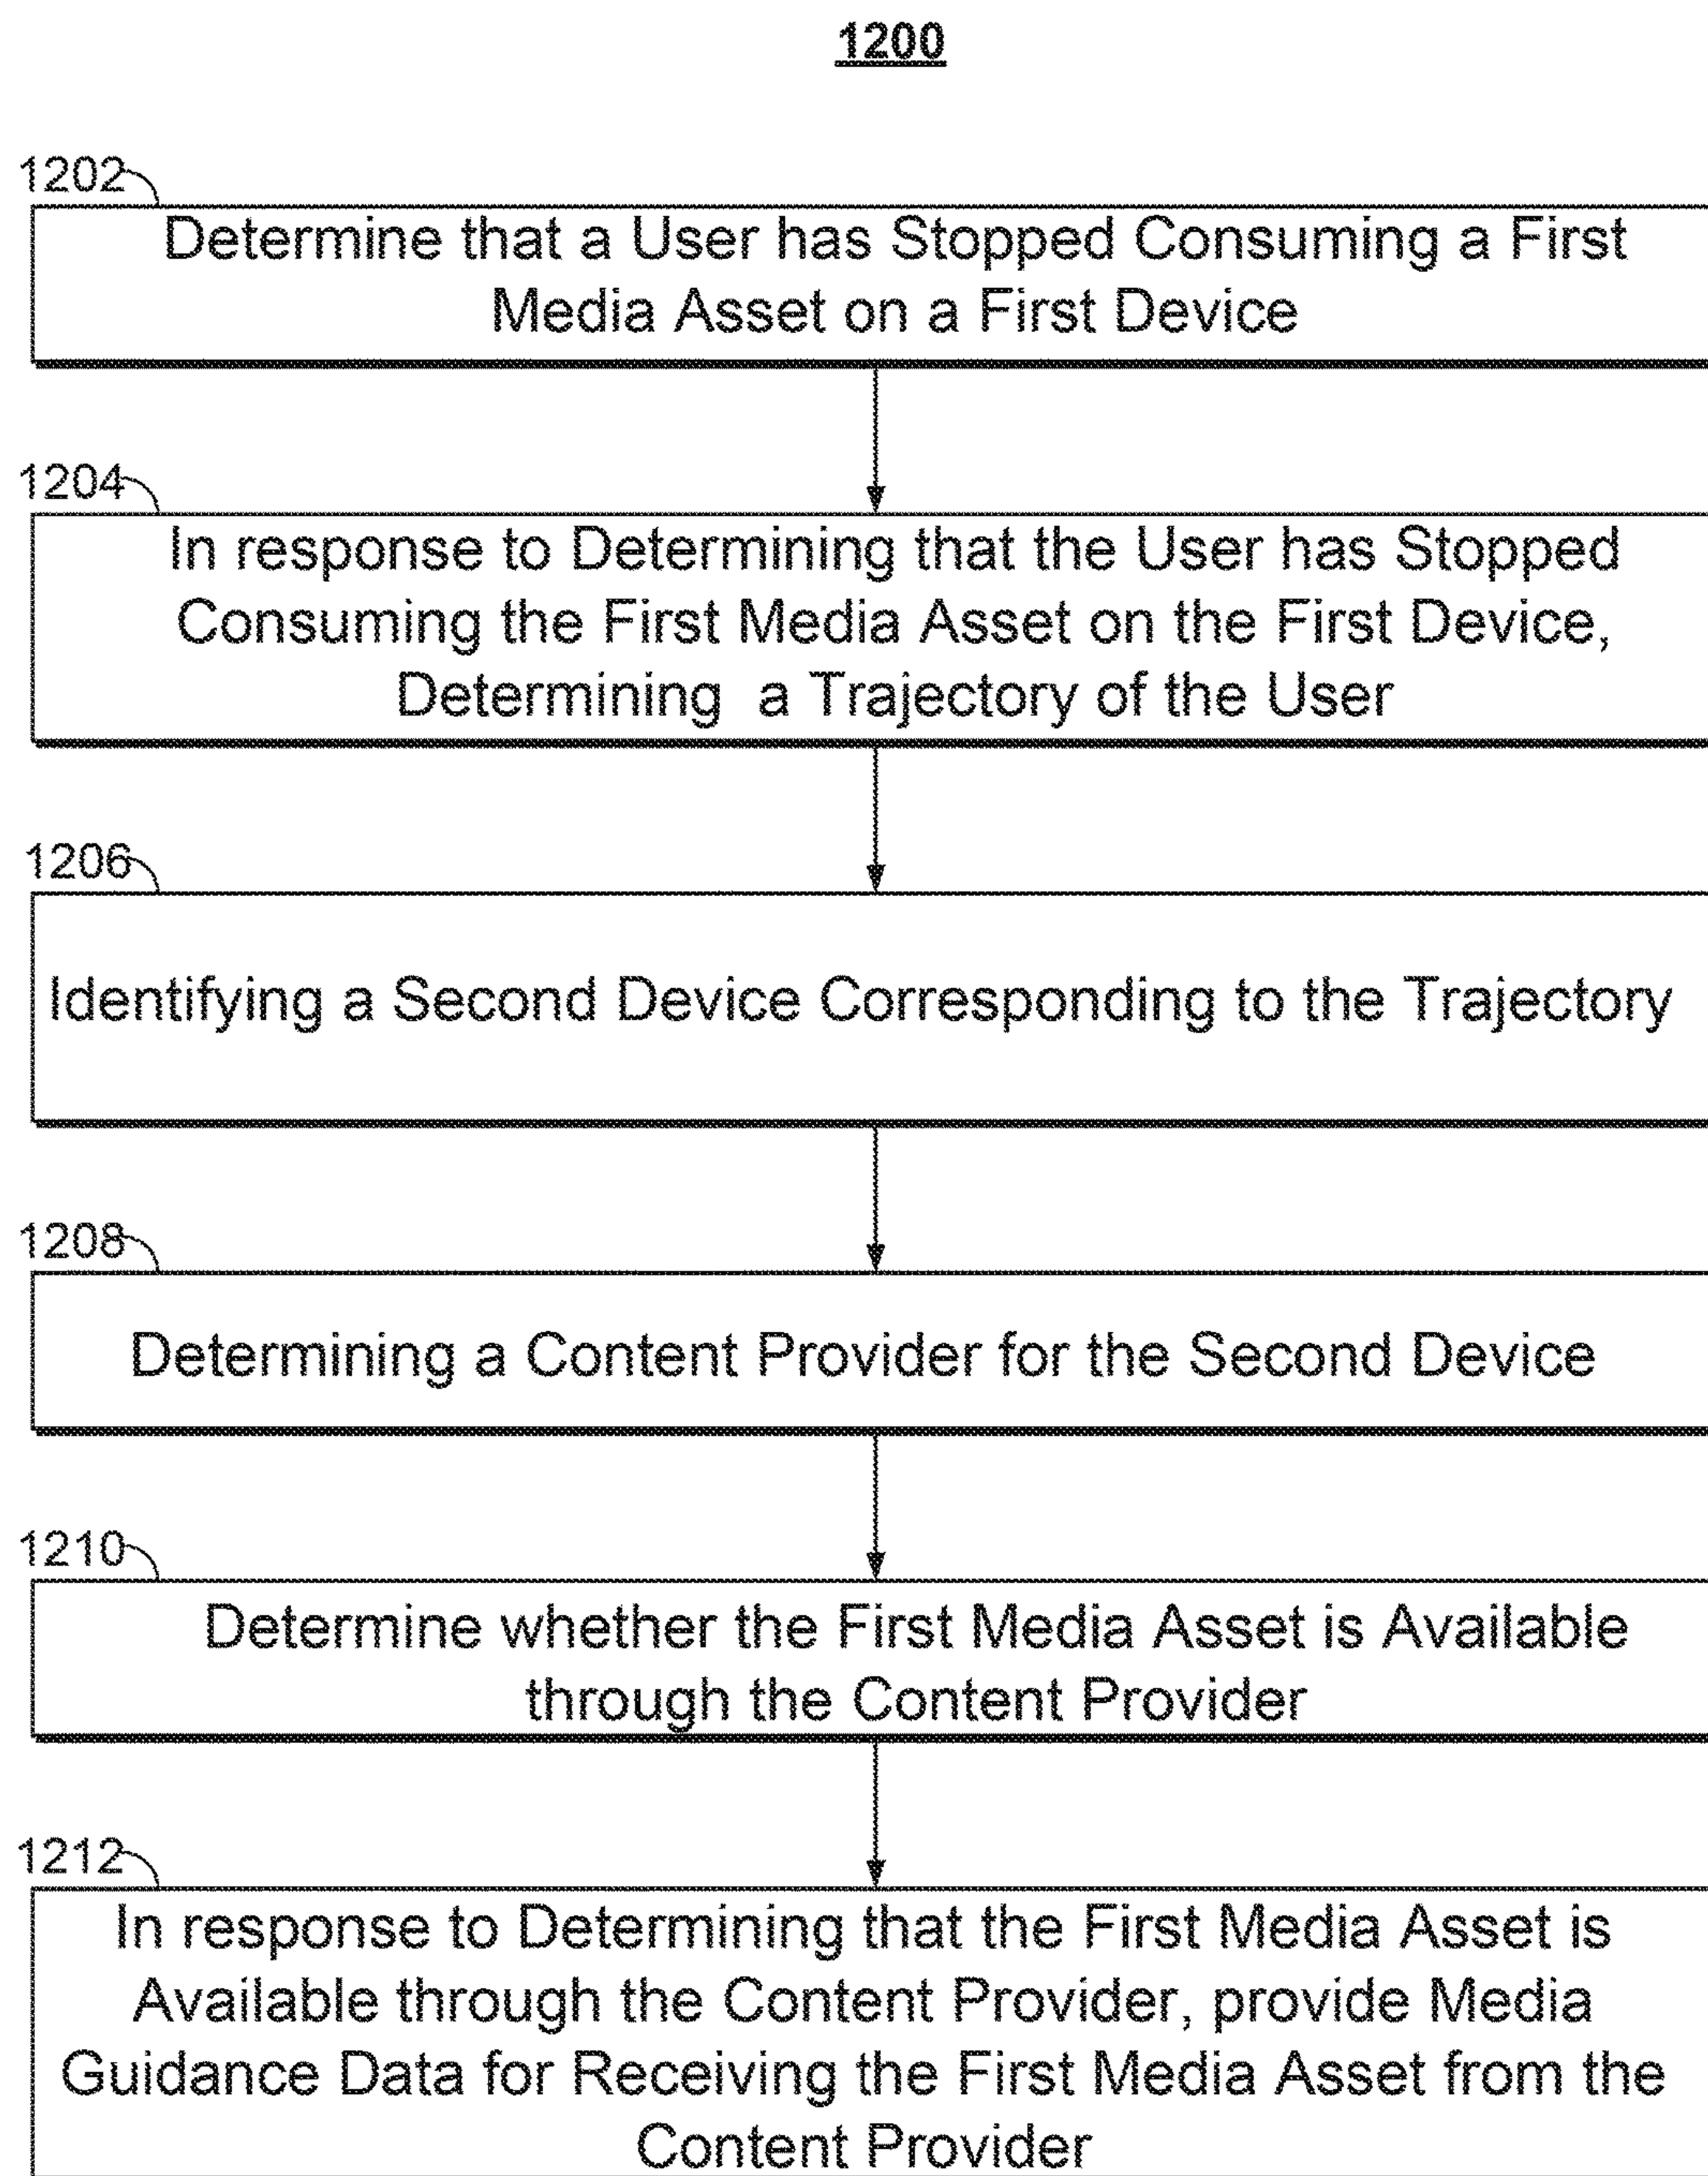 1200
1202
Determine that a User has Stopped Consuming a First
Media Asset on a First Device
1204
In response to Determining that the User has Stopped
Consuming the First Media Asset on the First Device,
Determining a Trajectory of the User
1206
Identifying a Second Device Corresponding to the Trajectory
1208
Determining a Content Provider for the Second Device
1210
Determine whether the First Media Asset is Available
through the Content Provider
1212
In response to Determining that the First Media Asset is
Available through the Content Provider, provide Media
Guidance Data for Receiving the First Media Asset from the
Content Provider